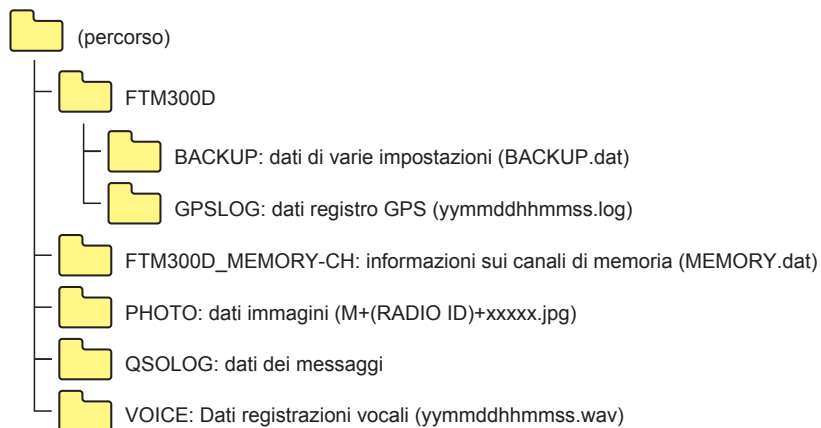 (percorso)
FTM300D
BACKUP: dati di varie impostazioni (BACKUP.dat)
GPSLOG: dati registro GPS (yymmddhhmmss.log)
FTM300D_MEMORY-CH: informazioni sui canali di memoria (MEMORY.dat)
PHOTO: dati immagini (M+(RADIO ID)+xxxxx.jpg)
QSOLOG: dati dei messaggi
VOICE: Dati registrazioni vocali (yymmddhhmmss.wav)